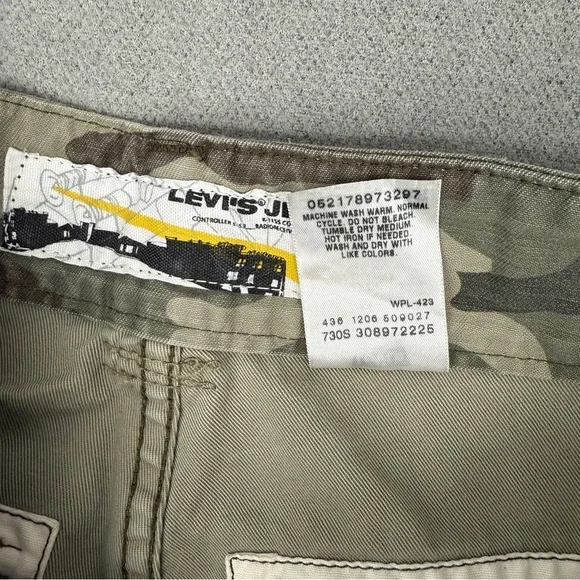 LEVI'S® JE
052178973297
MACHINE WASH WARM. NORMAL
CYCLE. DO NOT BLEACH.
TUMBLE DRY MEDIUM.
HOT IRON IF NEEDED.
WASH AND DRY WITH
LIKE COLORS.
WPL-423
436 1206 509027
730S 308972225